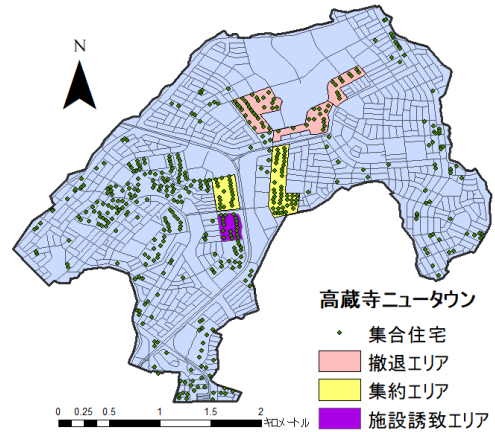 N
高蔵寺ニュータウン
集合住宅
撤退エリア
集約エリア
施設誘致エリア
0 0.25 0.5 1 1.5 2 キロメートル